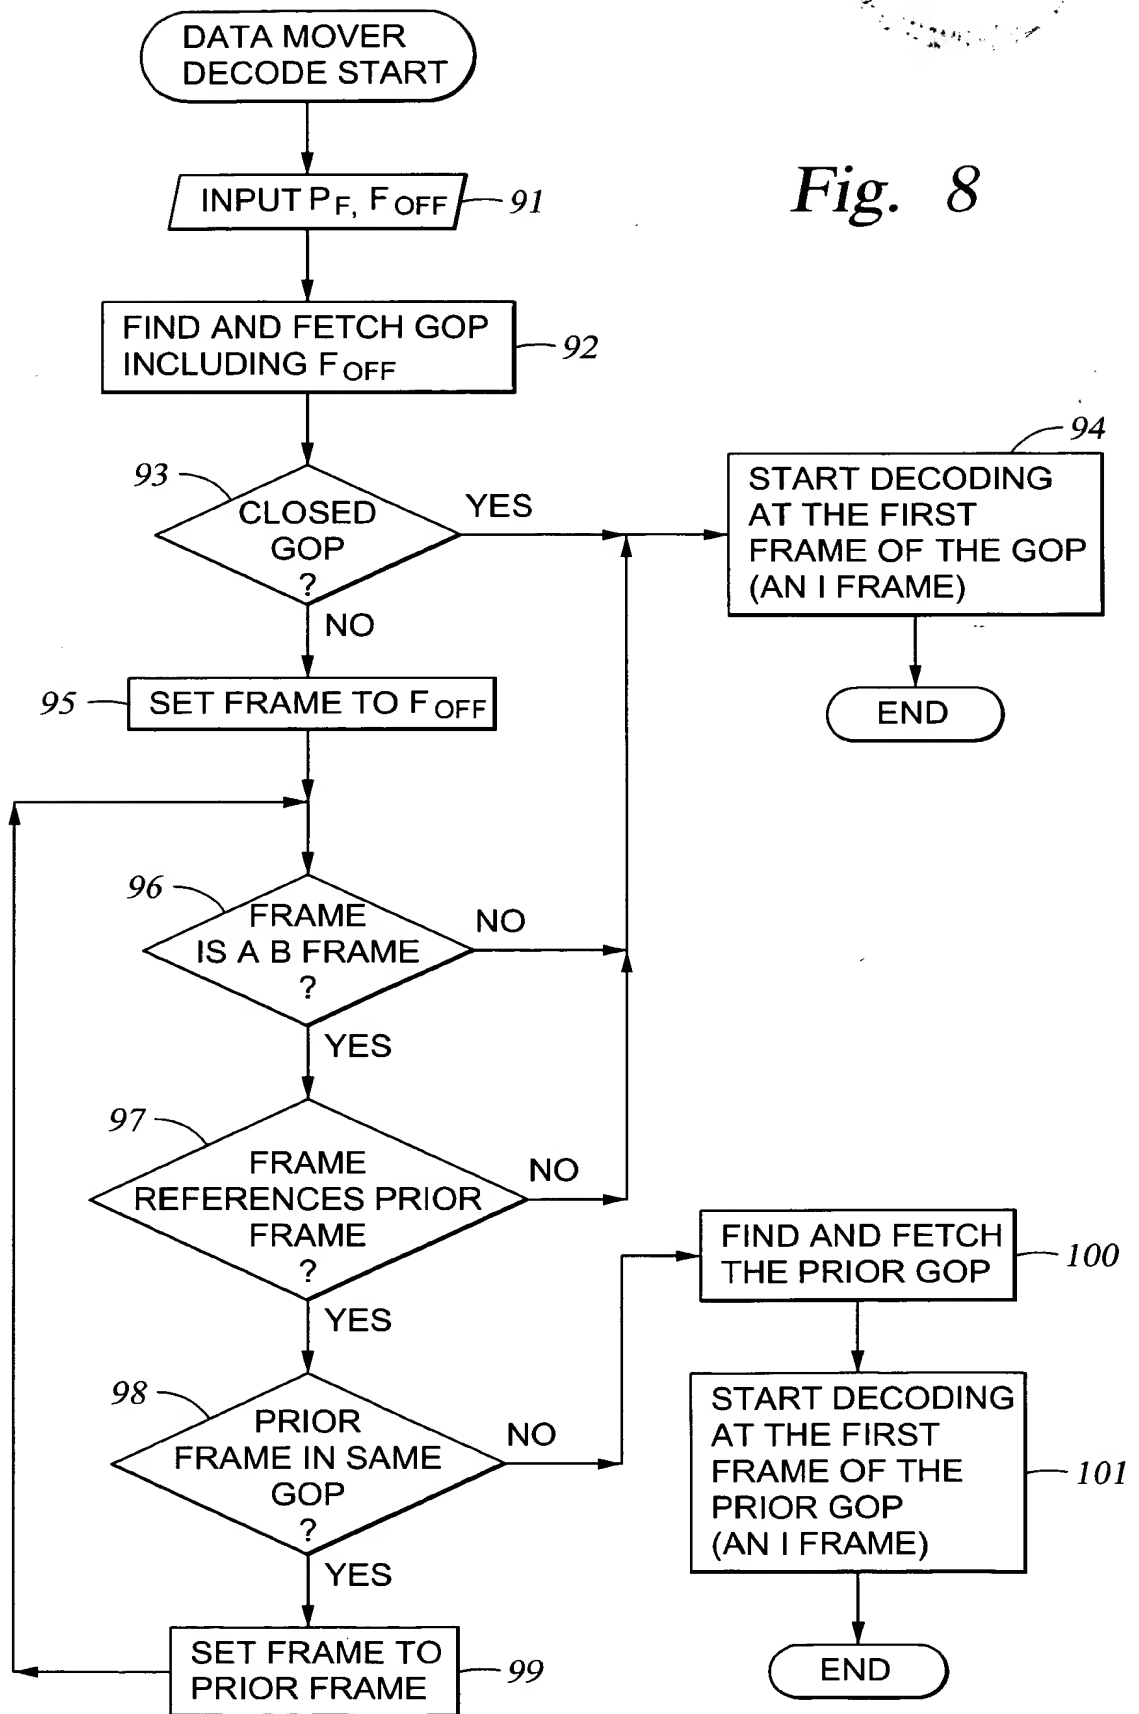 DATA MOVER
DECODE START
Fig. 8
INPUT PF, FOFF
91
FIND AND FETCH GOP
INCLUDING FOFF
92
93
CLOSED
GOP
?
YES
NO
94
START DECODING
AT THE FIRST
FRAME OF THE GOP
(AN I FRAME)
END
95
SET FRAME TO FOFF
96
FRAME
IS A B FRAME
?
NO
YES
97
FRAME
REFERENCES PRIOR
FRAME
?
NO
YES
98
PRIOR
FRAME IN SAME
GOP
?
NO
YES
99
SET FRAME TO
PRIOR FRAME
FIND AND FETCH
THE PRIOR GOP
100
START DECODING
AT THE FIRST
FRAME OF THE
PRIOR GOP
(AN I FRAME)
101
END